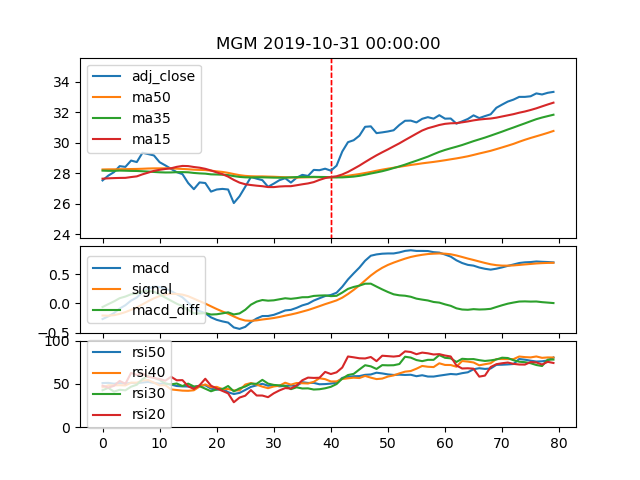 MGM 2019-10-31 00:00:00
34
32
30
28
26
24
adj_close
ma50
ma35
ma15
0.5
0.0
−0.5
macd
signal
macd_diff
100
50
0
rsi50
rsi40
rsi30
rsi20
0 10 20 30 40 50 60 70 80